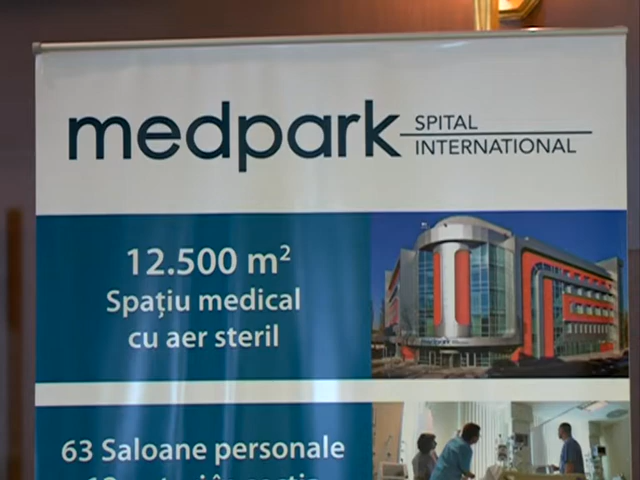 medpark
SPITAL
INTERNATIONAL
12.500 m²
Spațiu medical
cu aer steril
63 Saloane personale